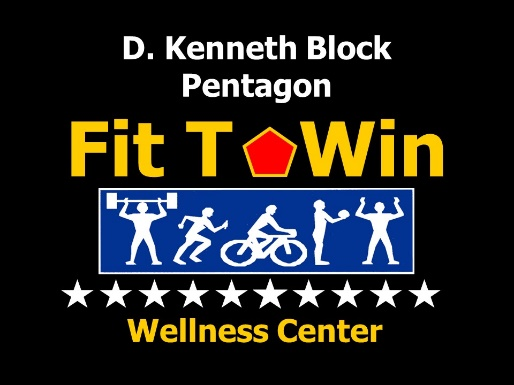 D. Kenneth Block
Pentagon
Fit T Win
Wellness Center